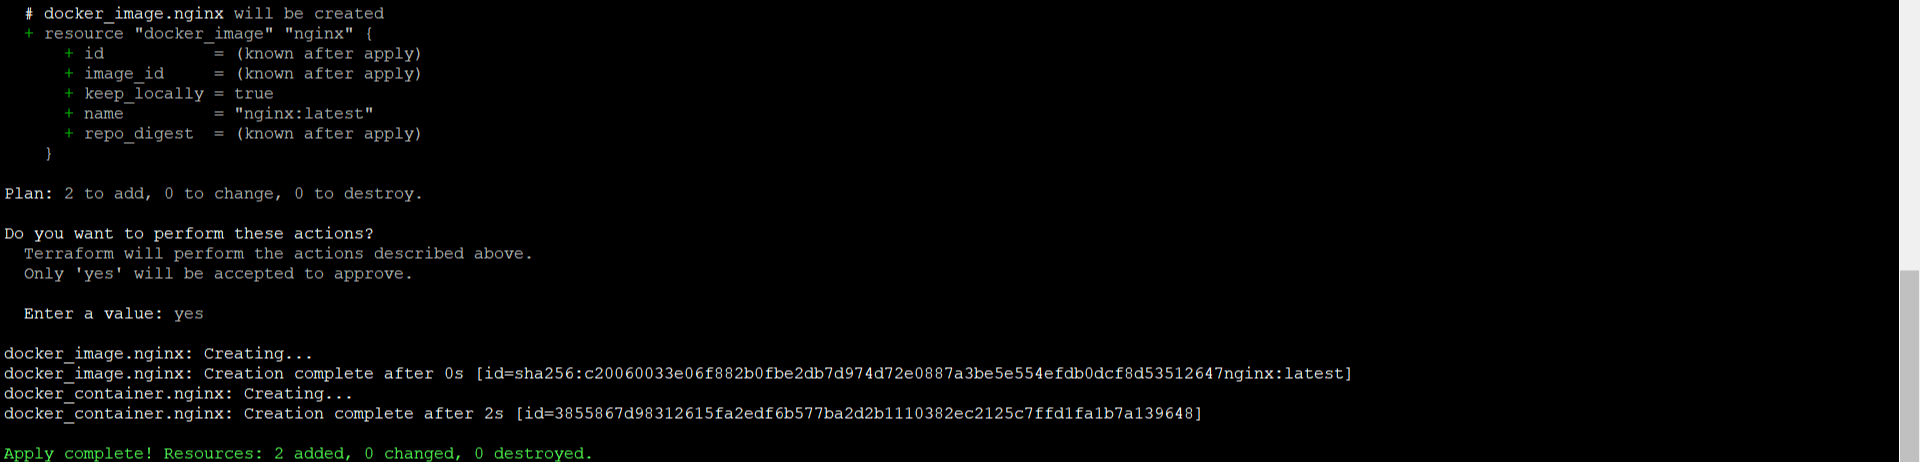 # docker_image.nginx will be created
+ resource "docker_image" "nginx" {
+ id = (known after apply)
+ image_id = (known after apply)
+ keep_locally = true
+ name = "nginx:latest"
+ repo_digest = (known after apply)
}
Plan: 2 to add, 0 to change, 0 to destroy.
Do you want to perform these actions?
Terraform will perform the actions described above.
Only 'yes' will be accepted to approve.
Enter a value: yes
docker_image.nginx: Creating...
docker_image.nginx: Creation complete after 0s [id=sha256:c20060033e06f882b0fbe2db7d974d72e0887a3be5e554efdb0dcf8d53512647nginx:latest]
docker_container.nginx: Creating...
docker_container.nginx: Creation complete after 2s [id=3855867d98312615fa2edf6b577ba2d2b1110382ec2125c7ffd1fa1b7a139648]
Apply complete! Resources: 2 added, 0 changed, 0 destroyed.